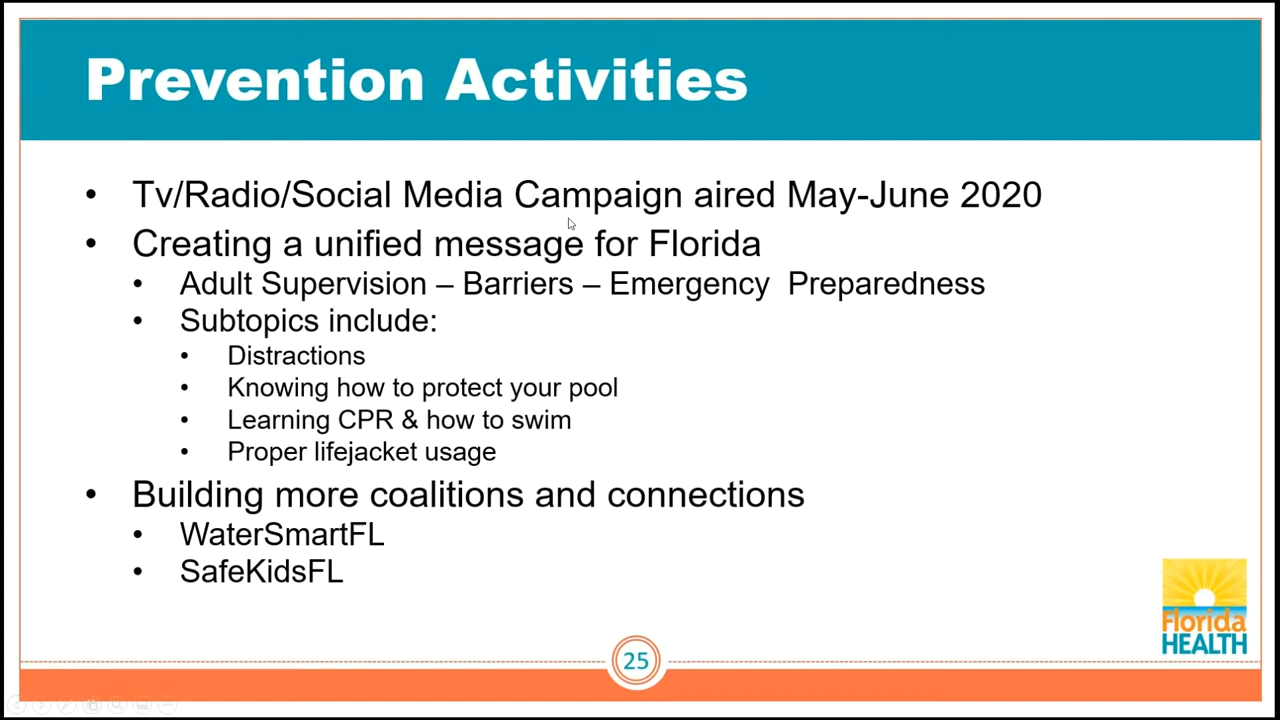 Prevention Activities
• Tv/Radio/Social Media Campaign aired May-June 2020
• Creating a unified message for Florida
• Adult Supervision – Barriers – Emergency  Preparedness
• Subtopics include:
• Distractions
• Knowing how to protect your pool
• Learning CPR & how to swim
• Proper lifejacket usage
• Building more coalitions and connections
• WaterSmartFL
• SafeKidsFL
Florida
HEALTH
25